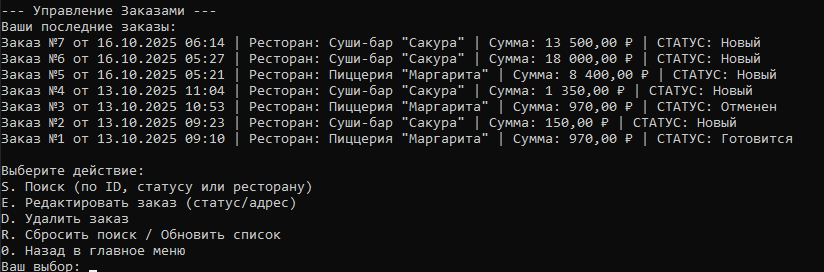 --- Управление Заказами ---
Ваши последние заказы:
Заказ №7 от 16.10.2025 06:14 | Ресторан: Суши-бар "Сакура" | Сумма: 13 500,00 ₽ | СТАТУС: Новый
Заказ №6 от 16.10.2025 05:27 | Ресторан: Суши-бар "Сакура" | Сумма: 18 000,00 ₽ | СТАТУС: Новый
Заказ №5 от 16.10.2025 05:21 | Ресторан: Пиццерия "Маргарита" | Сумма: 8 400,00 ₽ | СТАТУС: Новый
Заказ №4 от 13.10.2025 11:04 | Ресторан: Суши-бар "Сакура" | Сумма: 1 350,00 ₽ | СТАТУС: Новый
Заказ №3 от 13.10.2025 10:53 | Ресторан: Пиццерия "Маргарита" | Сумма: 970,00 ₽ | СТАТУС: Отменен
Заказ №2 от 13.10.2025 09:23 | Ресторан: Суши-бар "Сакура" | Сумма: 150,00 ₽ | СТАТУС: Новый
Заказ №1 от 13.10.2025 09:10 | Ресторан: Пиццерия "Маргарита" | Сумма: 970,00 ₽ | СТАТУС: Готовится
Выберите действие:
S. Поиск (по ID, статусу или ресторану)
E. Редактировать заказ (статус/адрес)
D. Удалить заказ
R. Сбросить поиск / Обновить список
0. Назад в главное меню
Ваш выбор: _